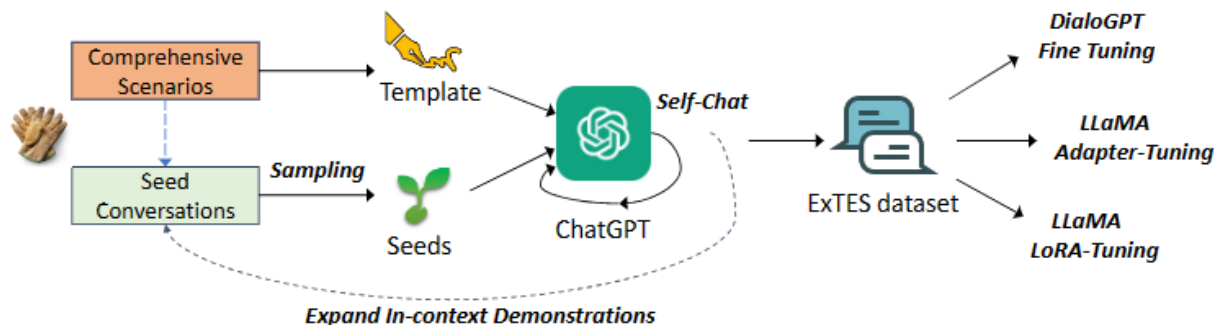 Comprehensive
Scenarios
Template
Seed
Conversations
Sampling
Seeds
Self-Chat
ChatGPT
Expand In-context Demonstrations
ExTES dataset
DialoGPT
Fine Tuning
LLaMA
Adapter-Tuning
LLaMA
LoRA-Tuning